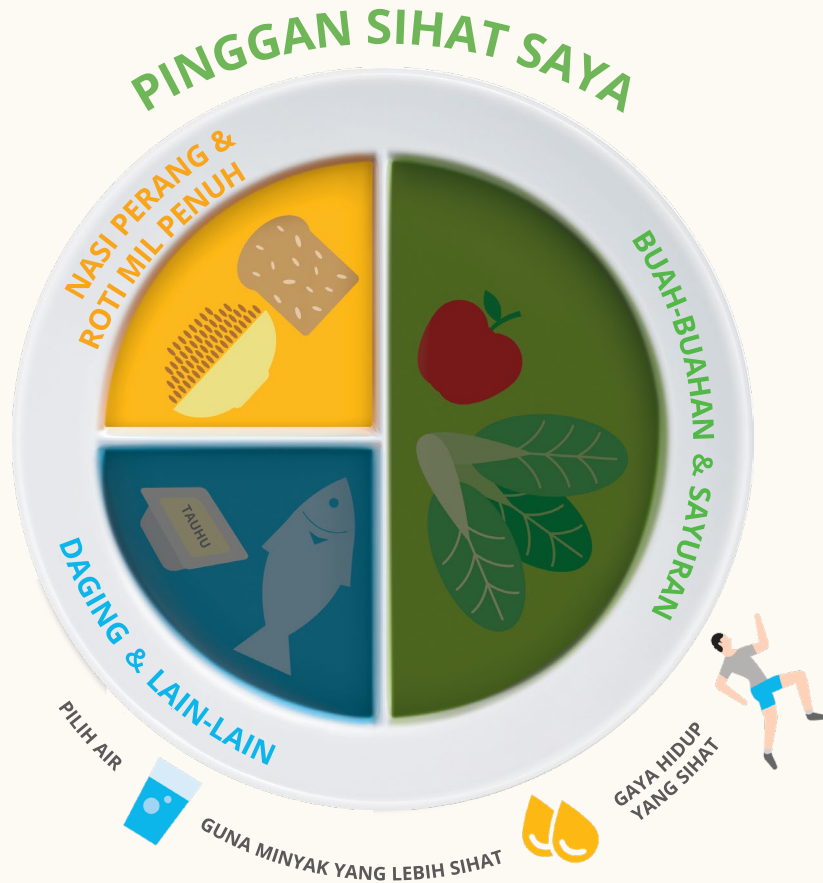 PINGGAN SIHAT SAYA
NASI PERANG &
ROTI MIL PENUH
BUAH-BUAHAN & SAYURAN
TAUHU
DAGING & LAIN-LAIN
PILIH AIR
GUNA MINYAK YANG LEBIH SIHAT
GAYA HIDUP
YANG SIHAT